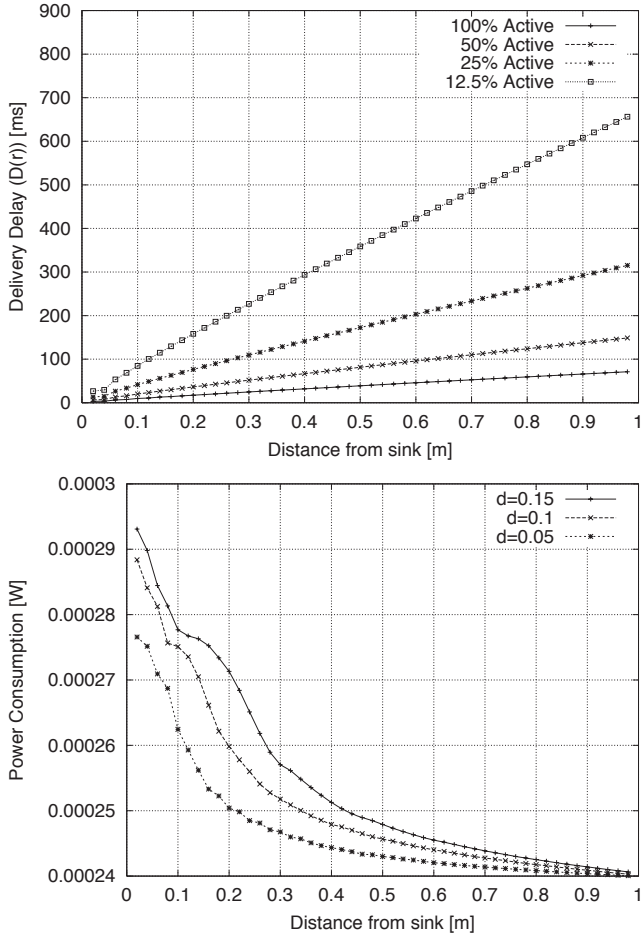 900
800
700
600
500
400
300
200
100
0
Delivery Delay (D(r)) [ms]
100% Active
50% Active
25% Active
12.5% Active
0 0.1 0.2 0.3 0.4 0.5 0.6 0.7 0.8 0.9 1
Distance from sink [m]
0.0003
0.00029
0.00028
0.00027
0.00026
0.00025
0.00024
Power Consumption [W]
d=0.15
d=0.1
d=0.05
0 0.1 0.2 0.3 0.4 0.5 0.6 0.7 0.8 0.9 1
Distance from sink [m]